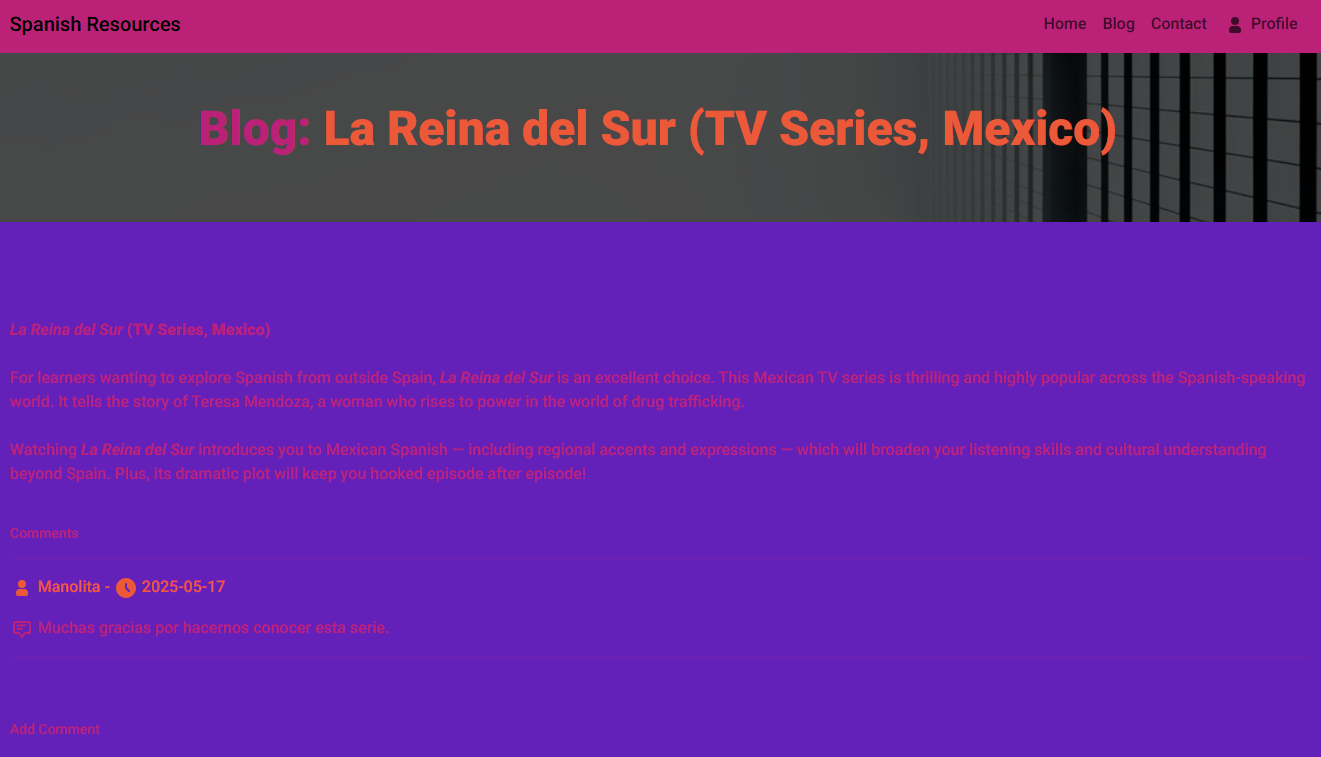 Spanish Resources
Home Blog Contact Profile
Blog: La Reina del Sur (TV Series, Mexico)
La Reina del Sur (TV Series, Mexico)
For learners wanting to explore Spanish from outside Spain, La Reina del Sur is an excellent choice. This Mexican TV series is thrilling and highly popular across the Spanish-speaking
world. It tells the story of Teresa Mendoza, a woman who rises to power in the world of drug trafficking.
Watching La Reina del Sur introduces you to Mexican Spanish — including regional accents and expressions — which will broaden your listening skills and cultural understanding
beyond Spain. Plus, its dramatic plot will keep you hooked episode after episode!
Comments
Manolita - 2025-05-17
Muchas gracias por hacernos conocer esta serie.
Add Comment